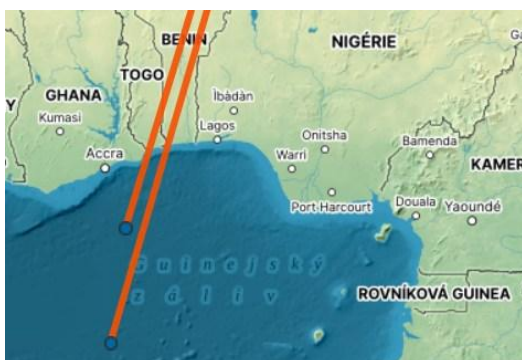 BENIN
NIGÉRIE
TOGO
GHANA
Ìbàdàn
Kumasi
Lagos
Onitsha
Accra
Warri
Bamenda
KAMER
Port Harcourt
Douala
Yaoundé
Guinejský
záliv
ROVNÍKOVÁ GUINEA